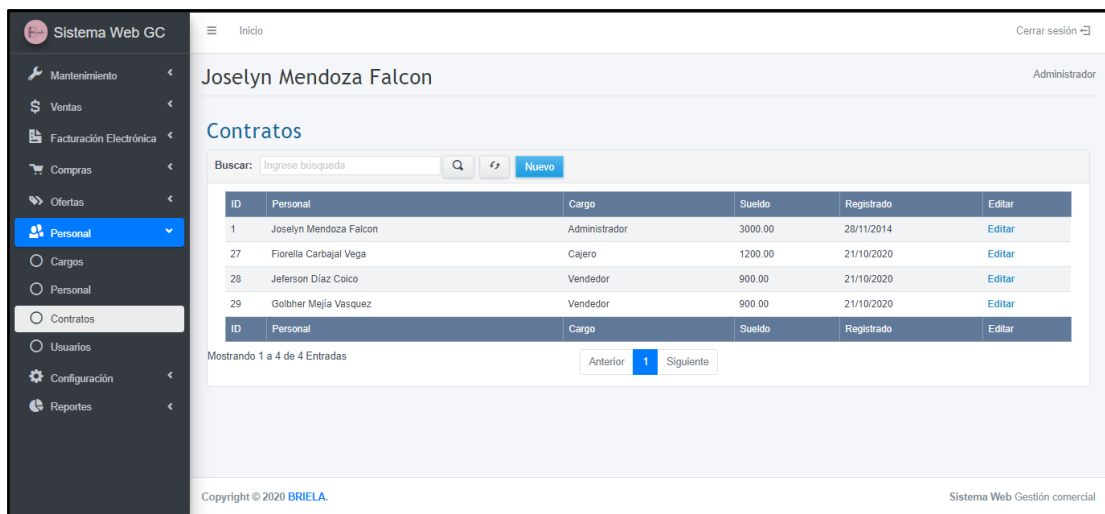 Sistema Web GC
Inicio
Cerrar sesión
Mantenimiento
Ventas
Facturación Electrónica
Compras
Ofertas
Personal
Cargos
Personal
Contratos
Usuarios
Configuración
Reportes
Joselyn Mendoza Falcon
Administrador
Contratos
Buscar: Ingrese búsqueda Nuevo
ID Personal Cargo Sueldo Registrado Editar
1 Joselyn Mendoza Falcon Administrador 3000.00 28/11/2014 Editar
27 Fiorella Carbajal Vega Cajero 1200.00 21/10/2020 Editar
28 Jeferson Díaz Coico Vendedor 900.00 21/10/2020 Editar
29 Golbher Mejía Vasquez Vendedor 900.00 21/10/2020 Editar
ID Personal Cargo Sueldo Registrado Editar
Mostrando 1 a 4 de 4 Entradas
Anterior 1 Siguiente
Copyright © 2020 BRIELA.
Sistema Web Gestión comercial